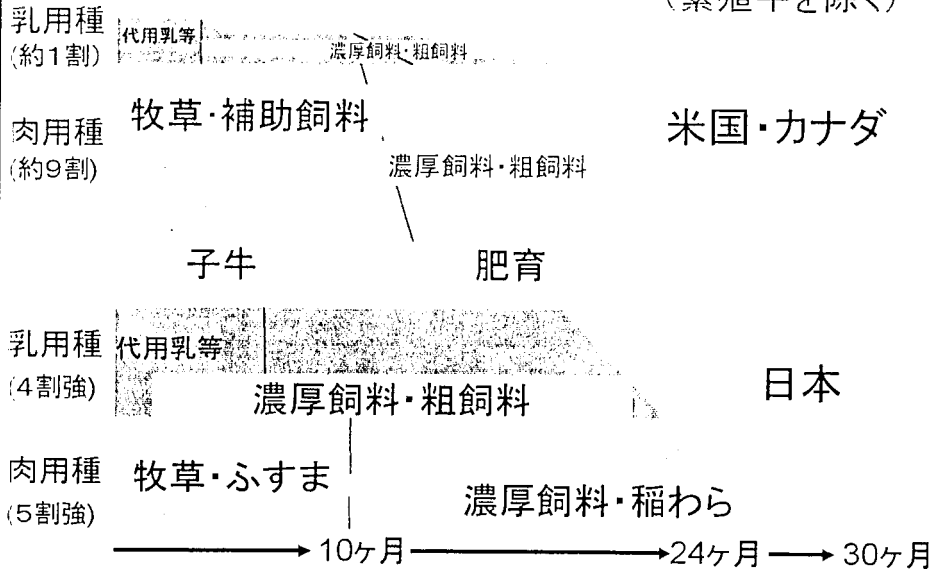 (繁殖牛を除く)
乳用種
(約1割)
代用乳等
濃厚飼料・粗飼料
肉用種
(約9割)
牧草・補助飼料
濃厚飼料・粗飼料
米国・カナダ
子牛
肥育
乳用種
(4割強)
代用乳等
濃厚飼料・粗飼料
日本
肉用種
(5割強)
牧草・ふすま
濃厚飼料・稲わら
10ヶ月
24ヶ月
30ヶ月